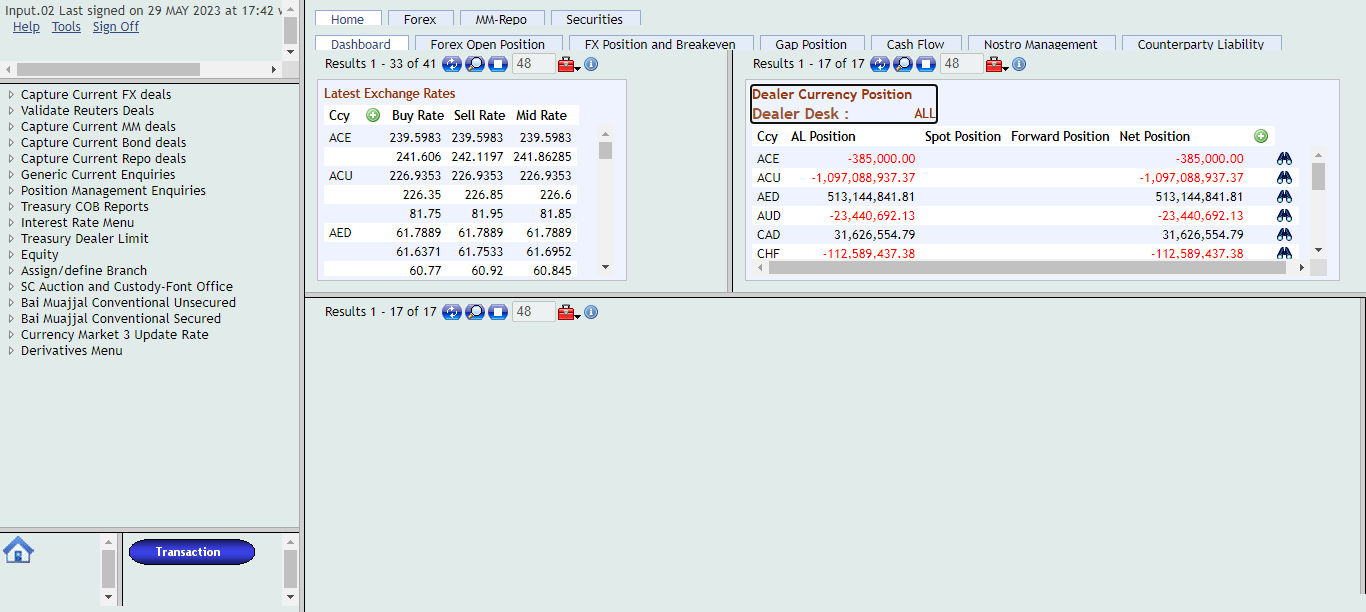 Input.02 Last signed on 29 MAY 2023 at 17:42
Help Tools Sign Off
Capture Current FX deals
Validate Reuters Deals
Capture Current MM deals
Capture Current Bond deals
Capture Current Repo deals
Generic Current Enquiries
Position Management Enquiries
Treasury COB Reports
Interest Rate Menu
Treasury Dealer Limit
Equity
Assign/define Branch
SC Auction and Custody-Font Office
Bai Muajjal Conventional Unsecured
Bai Muajjal Conventional Secured
Currency Market 3 Update Rate
Derivatives Menu
Transaction
Home Forex MM-Repo Securities
Dashboard Forex Open Position FX Position and Breakeven Gap Position Cash Flow Nostro Management Counterparty Liability
Results 1 - 33 of 41 48
Latest Exchange Rates
Ccy Buy Rate Sell Rate Mid Rate
ACE 239.5983 239.5983 239.5983
241.606 242.1197 241.86285
ACU 226.9353 226.9353 226.9353
226.35 226.85 226.6
81.75 81.95 81.85
AED 61.7889 61.7889 61.7889
61.6371 61.7533 61.6952
60.77 60.92 60.845
Results 1 - 17 of 17 48
Dealer Currency Position
Dealer Desk : ALL
Ccy AL Position Spot Position Forward Position Net Position
ACE -385,000.00 -385,000.00
ACU -1,097,088,937.37 -1,097,088,937.37
AED 513,144,841.81 513,144,841.81
AUD -23,440,692.13 -23,440,692.13
CAD 31,626,554.79 31,626,554.79
CHF -112,589,437.38 -112,589,437.38
Results 1 - 17 of 17 48